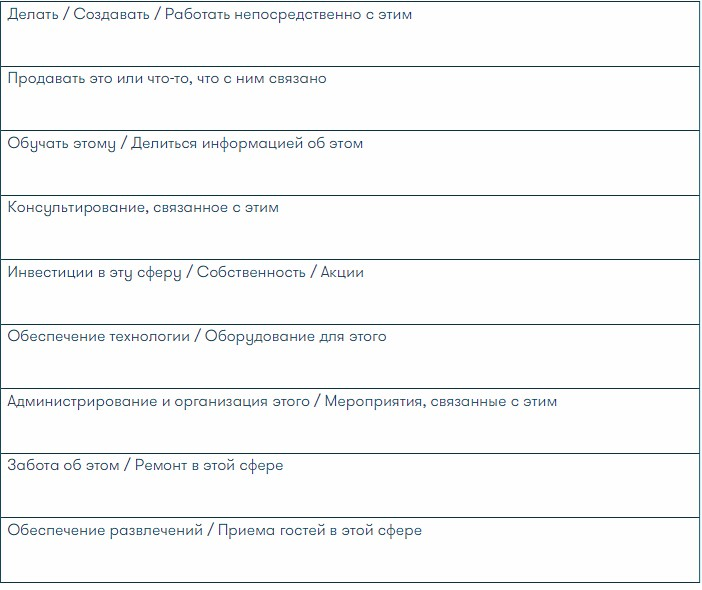 Делать / Создавать / Работать непосредственно с этим
Продавать это или что-то, что с ним связано
Обучать этому / Делиться информацией об этом
Консультирование, связанное с этим
Инвестиции в эту сферу / Собственность / Акции
Обеспечение технологии / Оборудование для этого
Администрирование и организация этого / Мероприятия, связанные с этим
Забота об этом / Ремонт в этой сфере
Обеспечение развлечений / Приема гостей в этой сфере